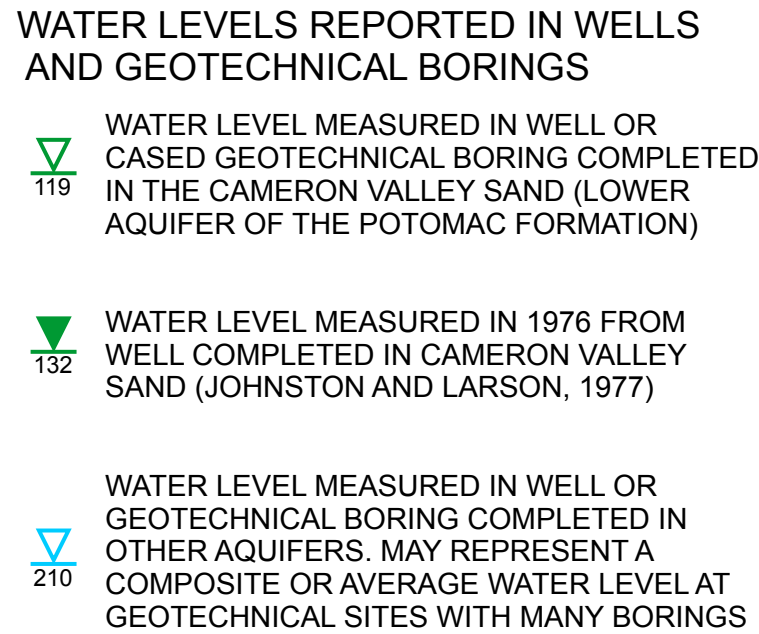 WATER LEVELS REPORTED IN WELLS
AND GEOTECHNICAL BORINGS
119
WATER LEVEL MEASURED IN WELL OR
CASED GEOTECHNICAL BORING COMPLETED
IN THE CAMERON VALLEY SAND (LOWER
AQUIFER OF THE POTOMAC FORMATION)
132
WATER LEVEL MEASURED IN 1976 FROM
WELL COMPLETED IN CAMERON VALLEY
SAND (JOHNSTON AND LARSON, 1977)
210
WATER LEVEL MEASURED IN WELL OR
GEOTECHNICAL BORING COMPLETED IN
OTHER AQUIFERS. MAY REPRESENT A
COMPOSITE OR AVERAGE WATER LEVEL AT
GEOTECHNICAL SITES WITH MANY BORINGS